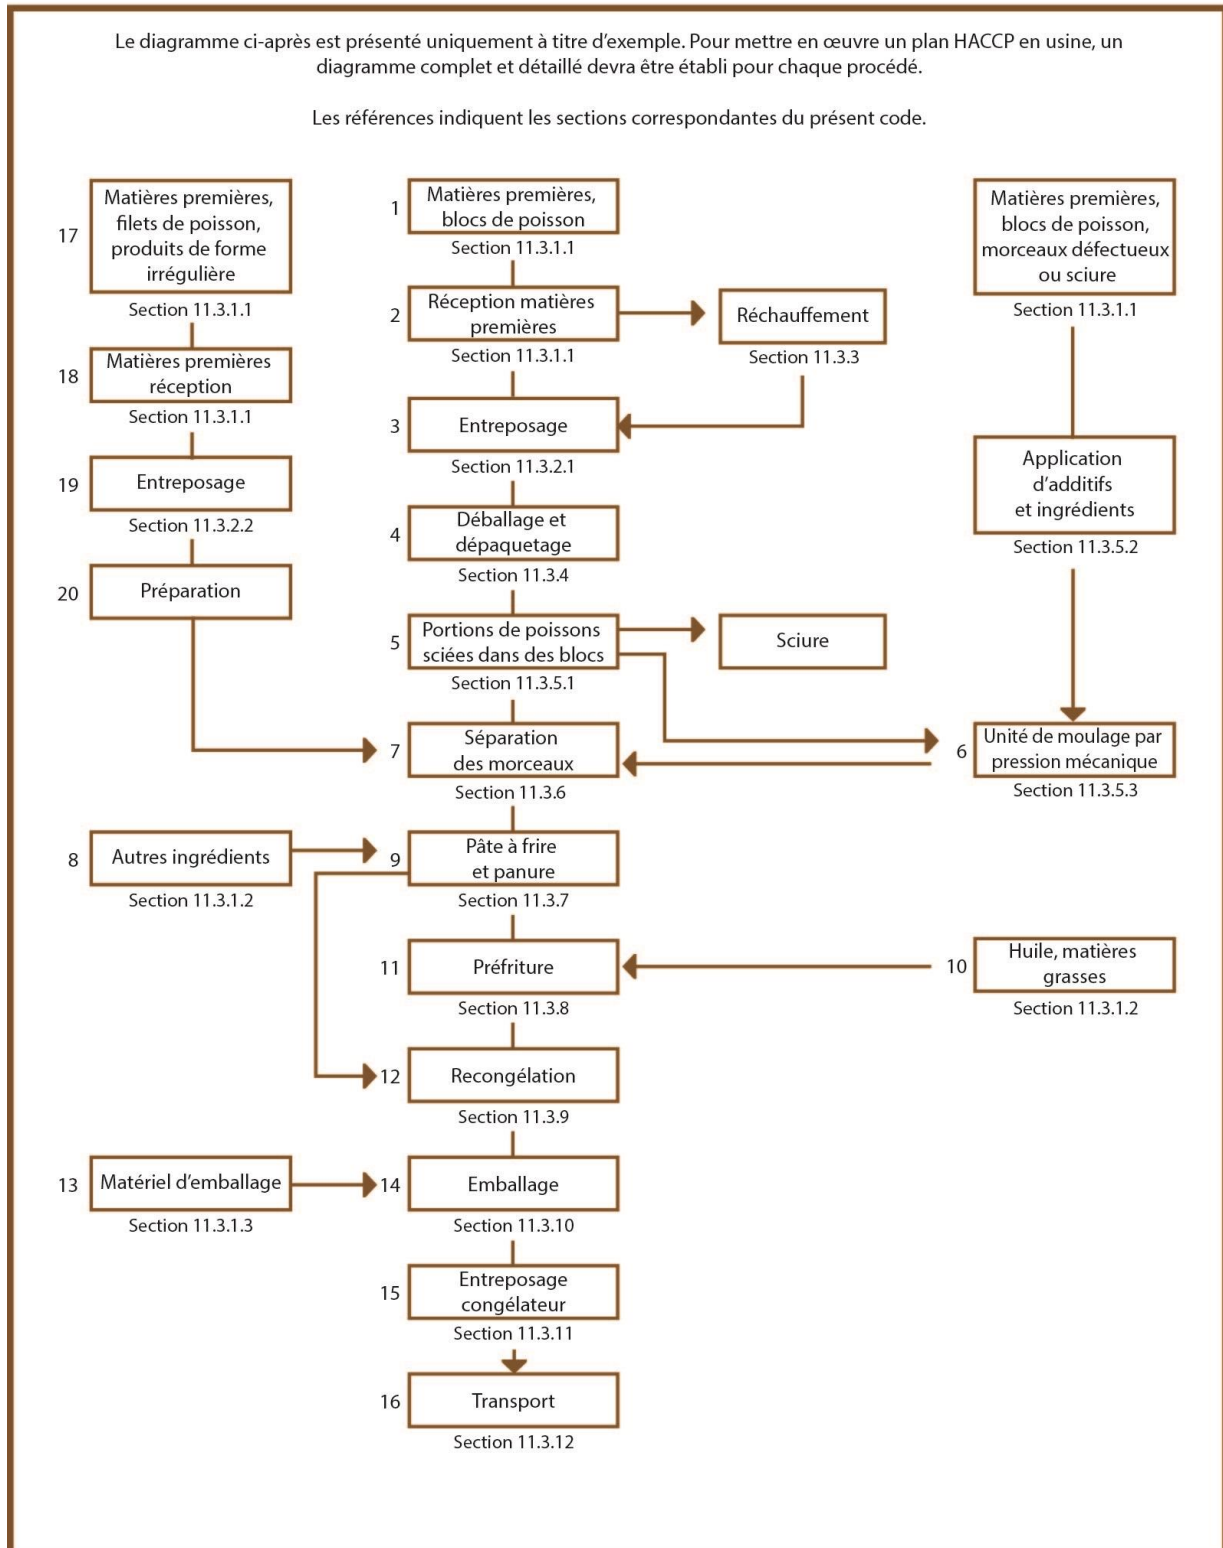 Le diagramme ci-après est présenté uniquement à titre d’exemple. Pour mettre en œuvre un plan HACCP en usine, un
diagramme complet et détaillé devra être établi pour chaque procédé.
Les références indiquent les sections correspondantes du présent code.
17
Matières premières,
filets de poisson,
produits de forme
irrégulière
Section 11.3.1.1
18
Matières premières
réception
Section 11.3.1.1
19
Entreposage
Section 11.3.2.2
20
Préparation
1
Matières premières,
blocs de poisson
Section 11.3.1.1
2
Réception matières
premières
Section 11.3.1.1
Réchauffement
Section 11.3.3
3
Entreposage
Section 11.3.2.1
4
Déballage et
dépaquetage
Section 11.3.4
5
Portions de poissons
sciées dans des blocs
Section 11.3.5.1
Sciure
Matières premières,
blocs de poisson,
morceaux défectueux
ou sciure
Section 11.3.1.1
Application
d’additifs
et ingrédients
Section 11.3.5.2
6
Unité de moulage par
pression mécanique
Section 11.3.5.3
7
Séparation
des morceaux
Section 11.3.6
8
Autres ingrédients
Section 11.3.1.2
9
Pâte à frire
et panure
Section 11.3.7
10
Huile, matières
grasses
Section 11.3.1.2
11
Préfriture
Section 11.3.8
12
Recongélation
Section 11.3.9
13
Matériel d’emballage
Section 11.3.1.3
14
Emballage
Section 11.3.10
15
Entreposage
congélateur
Section 11.3.11
16
Transport
Section 11.3.12